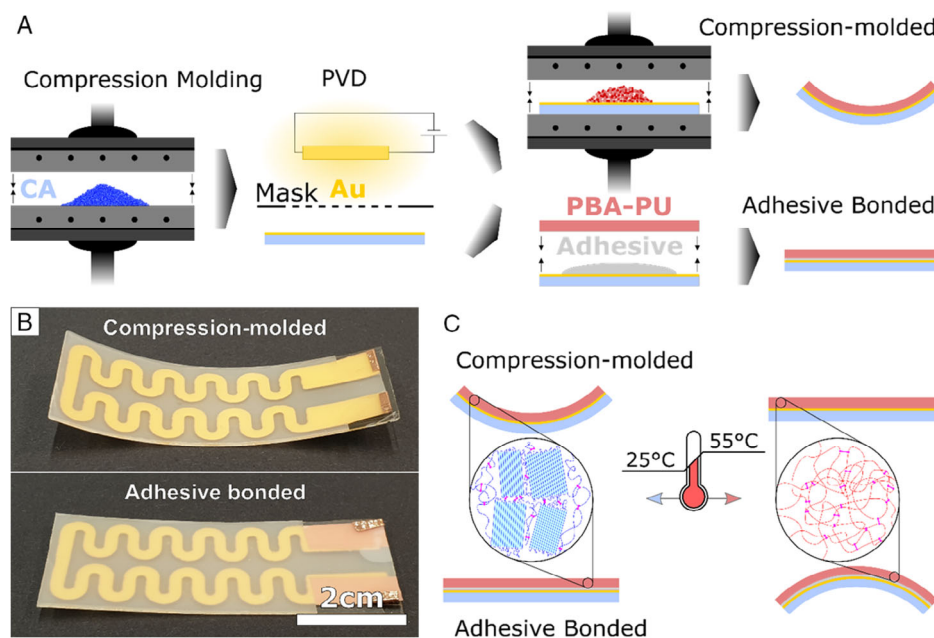 A
Compression Molding
CA
PVD
Mask
Au
PBA-PU
Adhesive
Compression-molded
Adhesive Bonded
B
Compression-molded
Adhesive bonded
2cm
C
Compression-molded
25°C
55°C
Adhesive Bonded